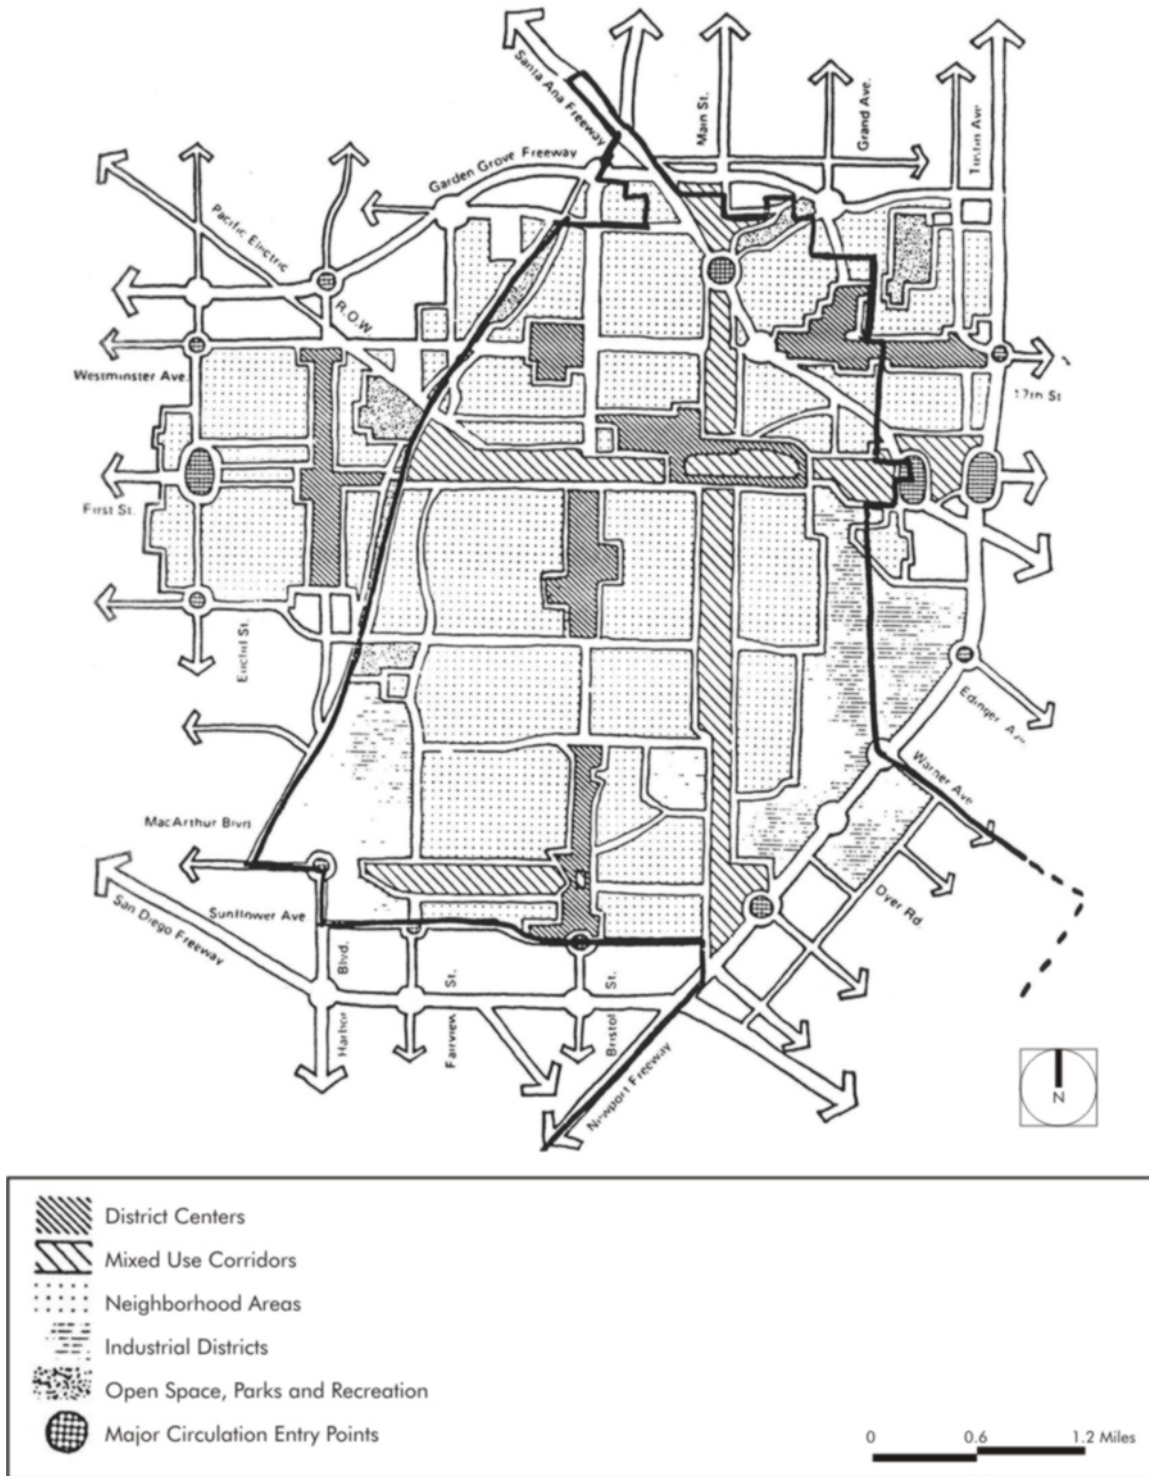 Santa Ana Freeway
Main St.
Grand Ave.
Tustin Ave
Garden Grove Freeway
Pacific Electric
R.O.W.
Westminster Ave.
17th St
First St.
Euclid St.
Edinger Ave.
Warner Ave
MacArthur Blvd
Dyer Rd.
Sunflower Ave
San Diego Freeway
Harbor Blvd.
Fairview St.
Bristol St.
Newport Freeway
N
District Centers
Mixed Use Corridors
Neighborhood Areas
Industrial Districts
Open Space, Parks and Recreation
Major Circulation Entry Points
0 0.6 1.2 Miles